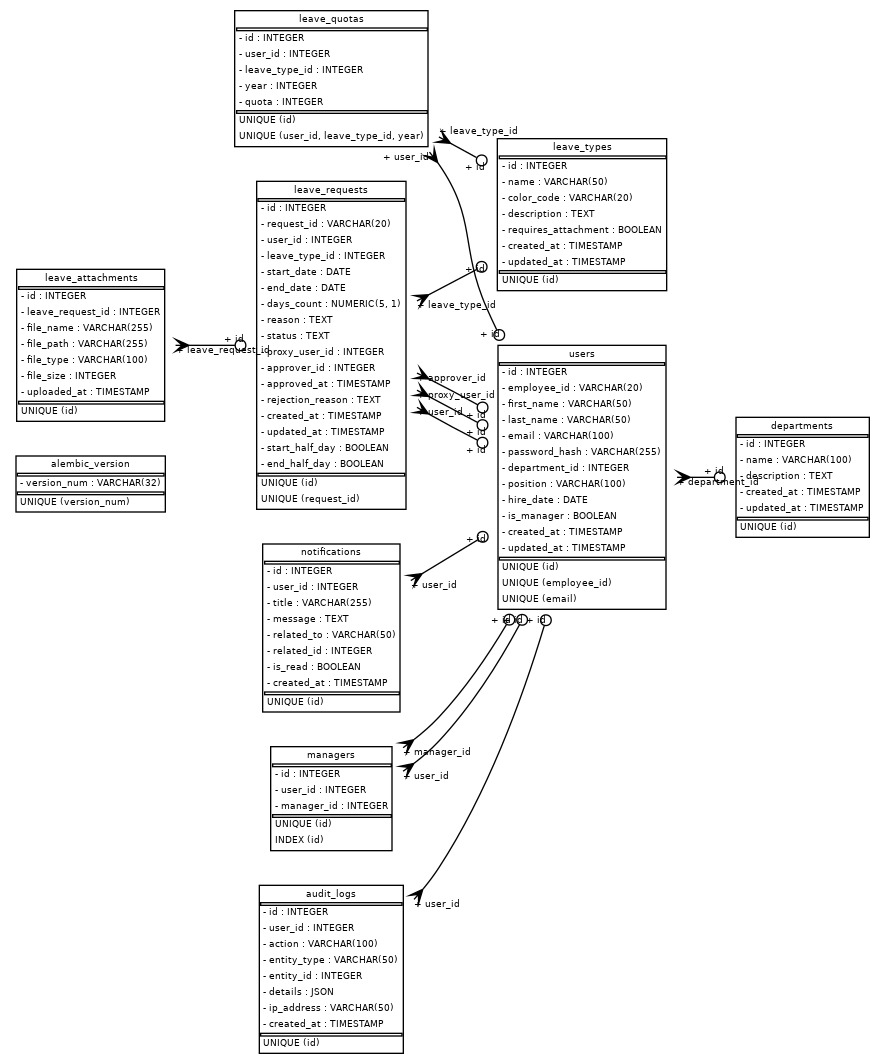 leave_quotas
- id : INTEGER
- user_id : INTEGER
- leave_type_id : INTEGER
- year : INTEGER
- quota : INTEGER
UNIQUE (id)
UNIQUE (user_id, leave_type_id, year)
+ leave_type_id
+ id
+ user_id
+ id
leave_types
- id : INTEGER
- name : VARCHAR(50)
- color_code : VARCHAR(20)
- description : TEXT
- requires_attachment : BOOLEAN
- created_at : TIMESTAMP
- updated_at : TIMESTAMP
UNIQUE (id)
leave_requests
- id : INTEGER
- request_id : VARCHAR(20)
- user_id : INTEGER
- leave_type_id : INTEGER
- start_date : DATE
- end_date : DATE
- days_count : NUMERIC(5, 1)
- reason : TEXT
- status : TEXT
- proxy_user_id : INTEGER
- approver_id : INTEGER
- approved_at : TIMESTAMP
- rejection_reason : TEXT
- created_at : TIMESTAMP
- updated_at : TIMESTAMP
- start_half_day : BOOLEAN
- end_half_day : BOOLEAN
UNIQUE (id)
UNIQUE (request_id)
+ id
+ leave_type_id
+ approver_id
+ id
+ proxy_user_id
+ id
+ user_id
+ id
leave_attachments
- id : INTEGER
- leave_request_id : INTEGER
- file_name : VARCHAR(255)
- file_path : VARCHAR(255)
- file_type : VARCHAR(100)
- file_size : INTEGER
- uploaded_at : TIMESTAMP
UNIQUE (id)
+ id
+ leave_request_id
alembic_version
- version_num : VARCHAR(32)
UNIQUE (version_num)
users
- id : INTEGER
- employee_id : VARCHAR(20)
- first_name : VARCHAR(50)
- last_name : VARCHAR(50)
- email : VARCHAR(100)
- password_hash : VARCHAR(255)
- department_id : INTEGER
- position : VARCHAR(100)
- hire_date : DATE
- is_manager : BOOLEAN
- created_at : TIMESTAMP
- updated_at : TIMESTAMP
UNIQUE (id)
UNIQUE (employee_id)
UNIQUE (email)
+ id
+ department_id
departments
- id : INTEGER
- name : VARCHAR(100)
- description : TEXT
- created_at : TIMESTAMP
- updated_at : TIMESTAMP
UNIQUE (id)
notifications
- id : INTEGER
- user_id : INTEGER
- title : VARCHAR(255)
- message : TEXT
- related_to : VARCHAR(50)
- related_id : INTEGER
- is_read : BOOLEAN
- created_at : TIMESTAMP
UNIQUE (id)
+ id
+ user_id
+ id
+ id
+ id
managers
- id : INTEGER
- user_id : INTEGER
- manager_id : INTEGER
UNIQUE (id)
INDEX (id)
+ manager_id
+ user_id
audit_logs
- id : INTEGER
- user_id : INTEGER
- action : VARCHAR(100)
- entity_type : VARCHAR(50)
- entity_id : INTEGER
- details : JSON
- ip_address : VARCHAR(50)
- created_at : TIMESTAMP
UNIQUE (id)
+ user_id